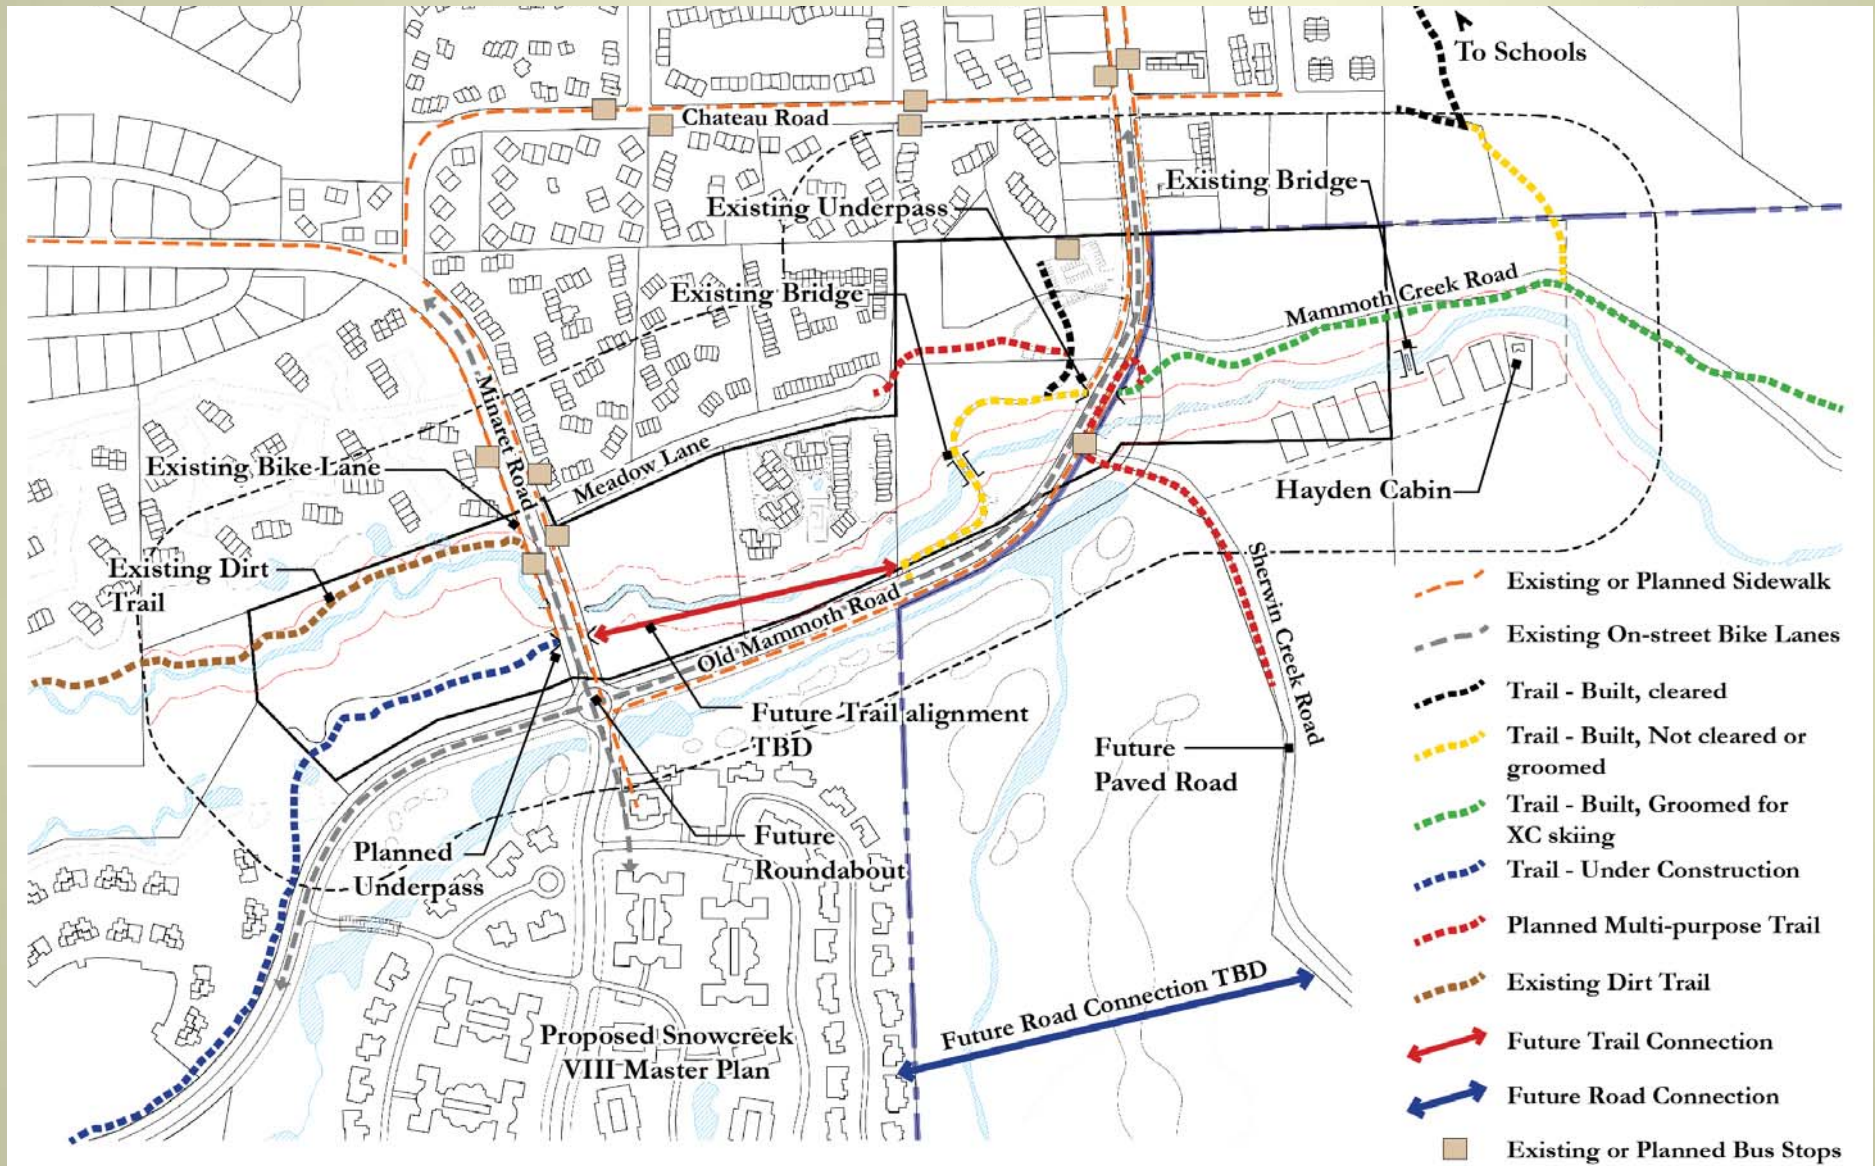 To Schools
Chateau Road
Existing Bridge
Existing Underpass
Existing Bridge
Mammoth Creek Road
Minaret Road
Meadow Lane
Existing Bike Lane
Hayden Cabin
Existing Dirt
Trail
Sherwin Creek Road
Old Mammoth Road
Future Trail alignment
TBD
Future
Paved Road
Planned
Underpass
Future
Roundabout
Future Road Connection TBD
Proposed Snowcreek
VIII Master Plan
Existing or Planned Sidewalk
Existing On-street Bike Lanes
Trail - Built, cleared
Trail - Built, Not cleared or
groomed
Trail - Built, Groomed for
XC skiing
Trail - Under Construction
Planned Multi-purpose Trail
Existing Dirt Trail
Future Trail Connection
Future Road Connection
Existing or Planned Bus Stops